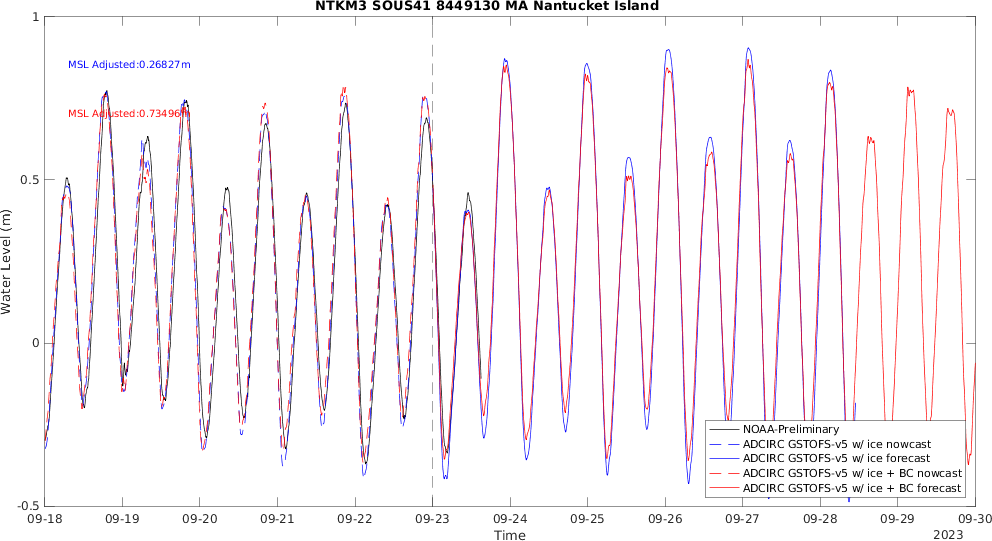 NTKM3 SOUS41 8449130 MA Nantucket Island
1
MSL Adjusted:0.26827m
MSL Adjusted:0.73496m
0.5
Water Level (m)
0
NOAA-Preliminary
ADCIRC GSTOFS-v5 w/ ice nowcast
ADCIRC GSTOFS-v5 w/ ice forecast
ADCIRC GSTOFS-v5 w/ ice + BC nowcast
ADCIRC GSTOFS-v5 w/ ice + BC forecast
-0.5
09-18 09-19 09-20 09-21 09-22 09-23 09-24 09-25 09-26 09-27 09-28 09-29 09-30
Time
2023